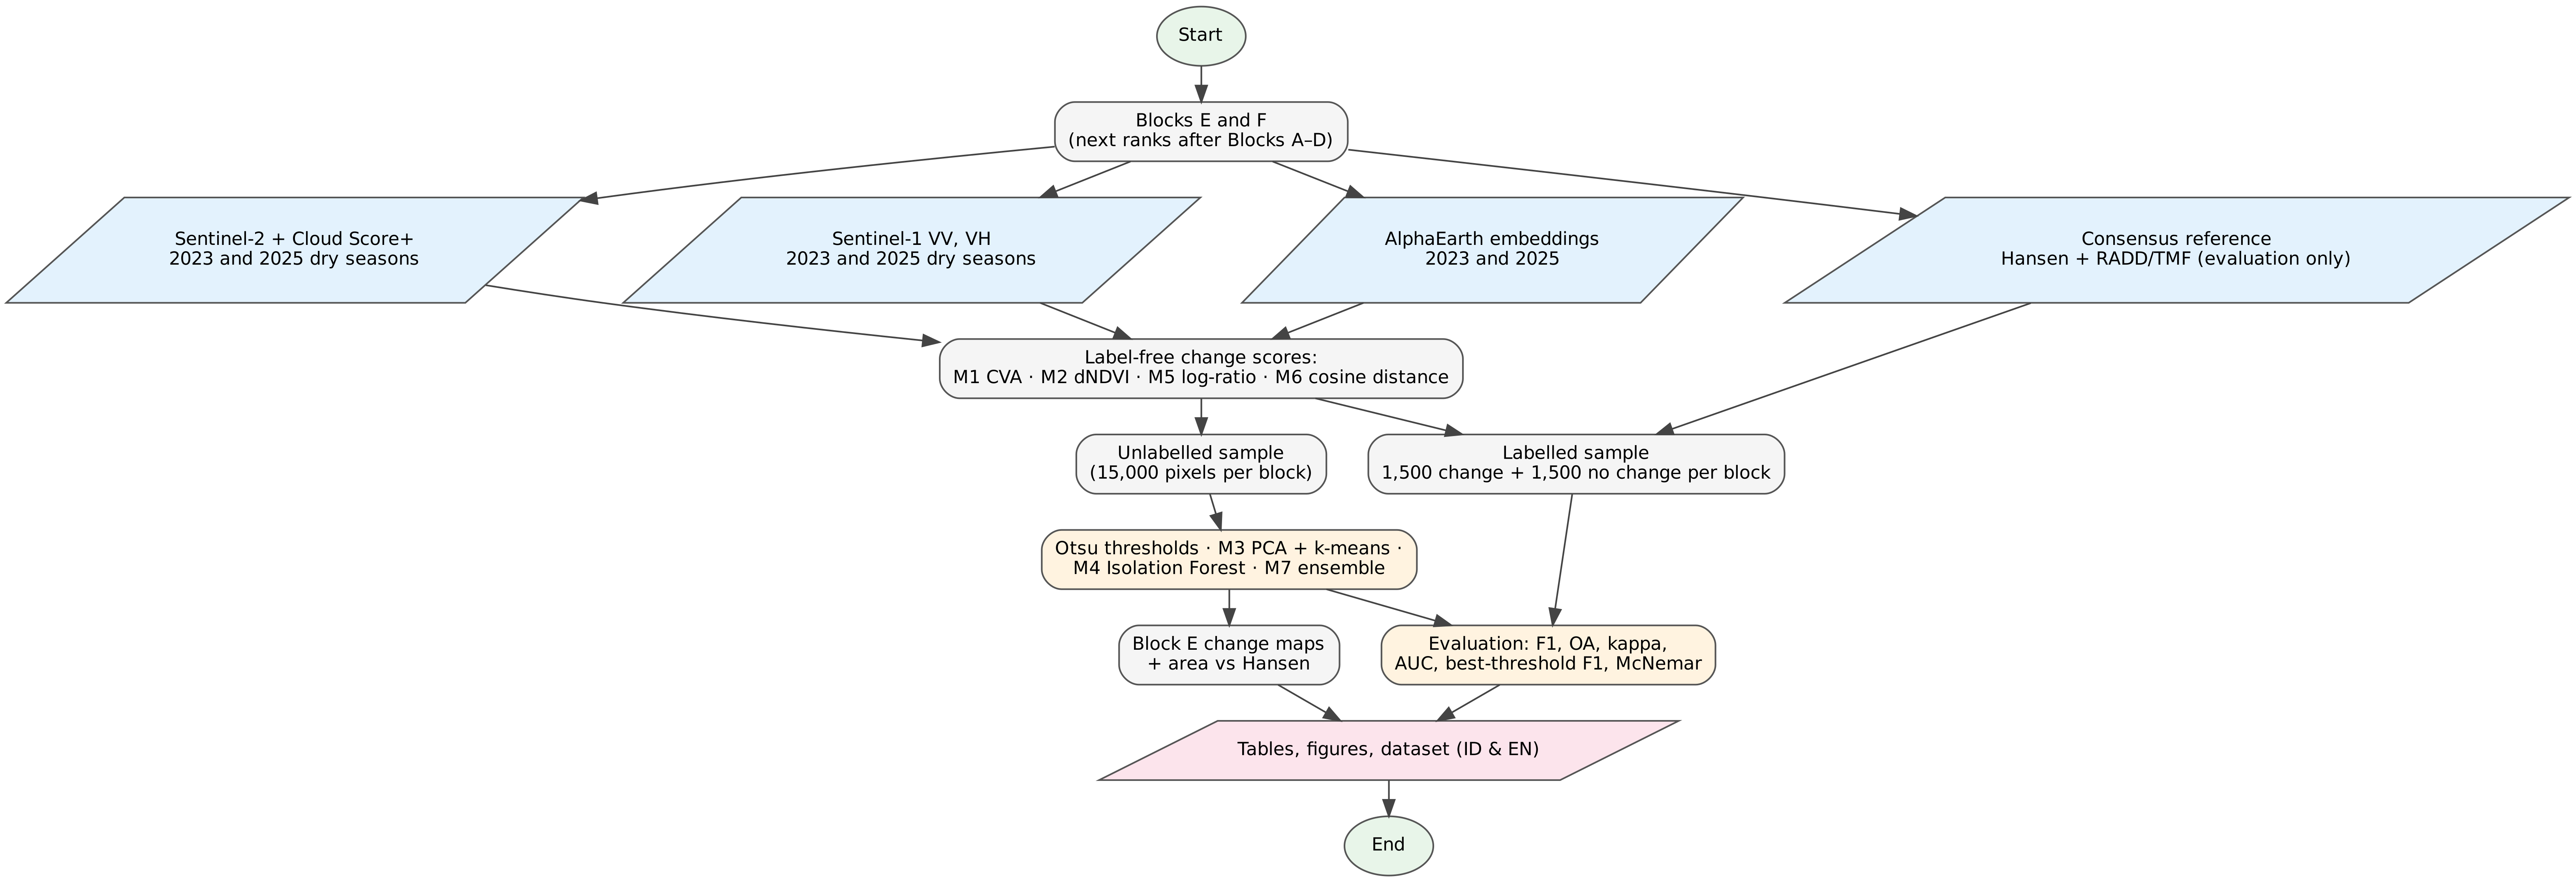 Start
Blocks E and F
(next ranks after Blocks A–D)
Sentinel-2 + Cloud Score+
2023 and 2025 dry seasons
Sentinel-1 VV, VH
2023 and 2025 dry seasons
AlphaEarth embeddings
2023 and 2025
Consensus reference
Hansen + RADD/TMF (evaluation only)
Label-free change scores:
M1 CVA · M2 dNDVI · M5 log-ratio · M6 cosine distance
Unlabelled sample
(15,000 pixels per block)
Labelled sample
1,500 change + 1,500 no change per block
Otsu thresholds · M3 PCA + k-means ·
M4 Isolation Forest · M7 ensemble
Block E change maps
+ area vs Hansen
Evaluation: F1, OA, kappa,
AUC, best-threshold F1, McNemar
Tables, figures, dataset (ID & EN)
End